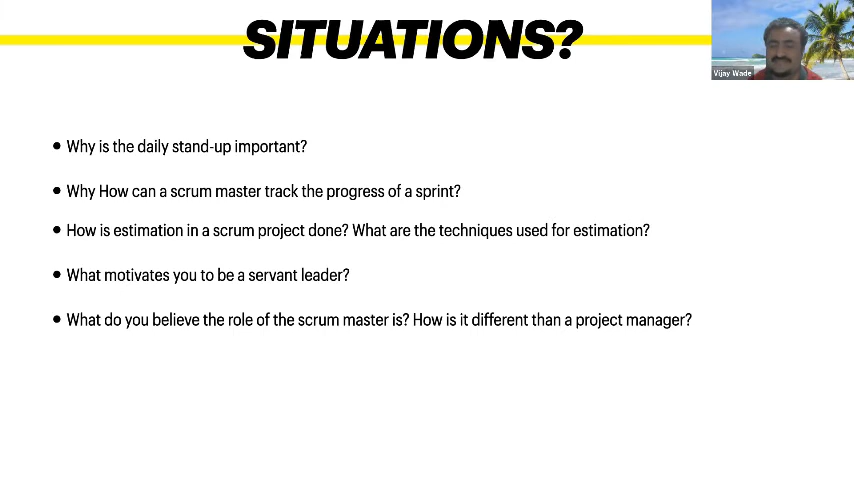 SITUATIONS?
Vijay Wade
• Why is the daily stand-up important?
• Why How can a scrum master track the progress of a sprint?
• How is estimation in a scrum project done? What are the techniques used for estimation?
• What motivates you to be a servant leader?
• What do you believe the role of the scrum master is? How is it different than a project manager?